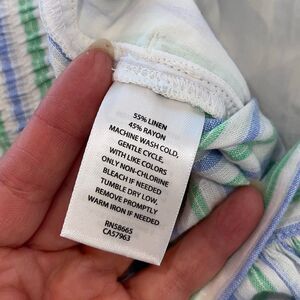 55% LINEN
45% RAYON
MACHINE WASH COLD,
GENTLE CYCLE,
WITH LIKE COLORS
ONLY NON-CHLORINE
BLEACH IF NEEDED
TUMBLE DRY LOW,
REMOVE PROMPTLY
WARM IRON IF NEEDED
RN58665
CA57963